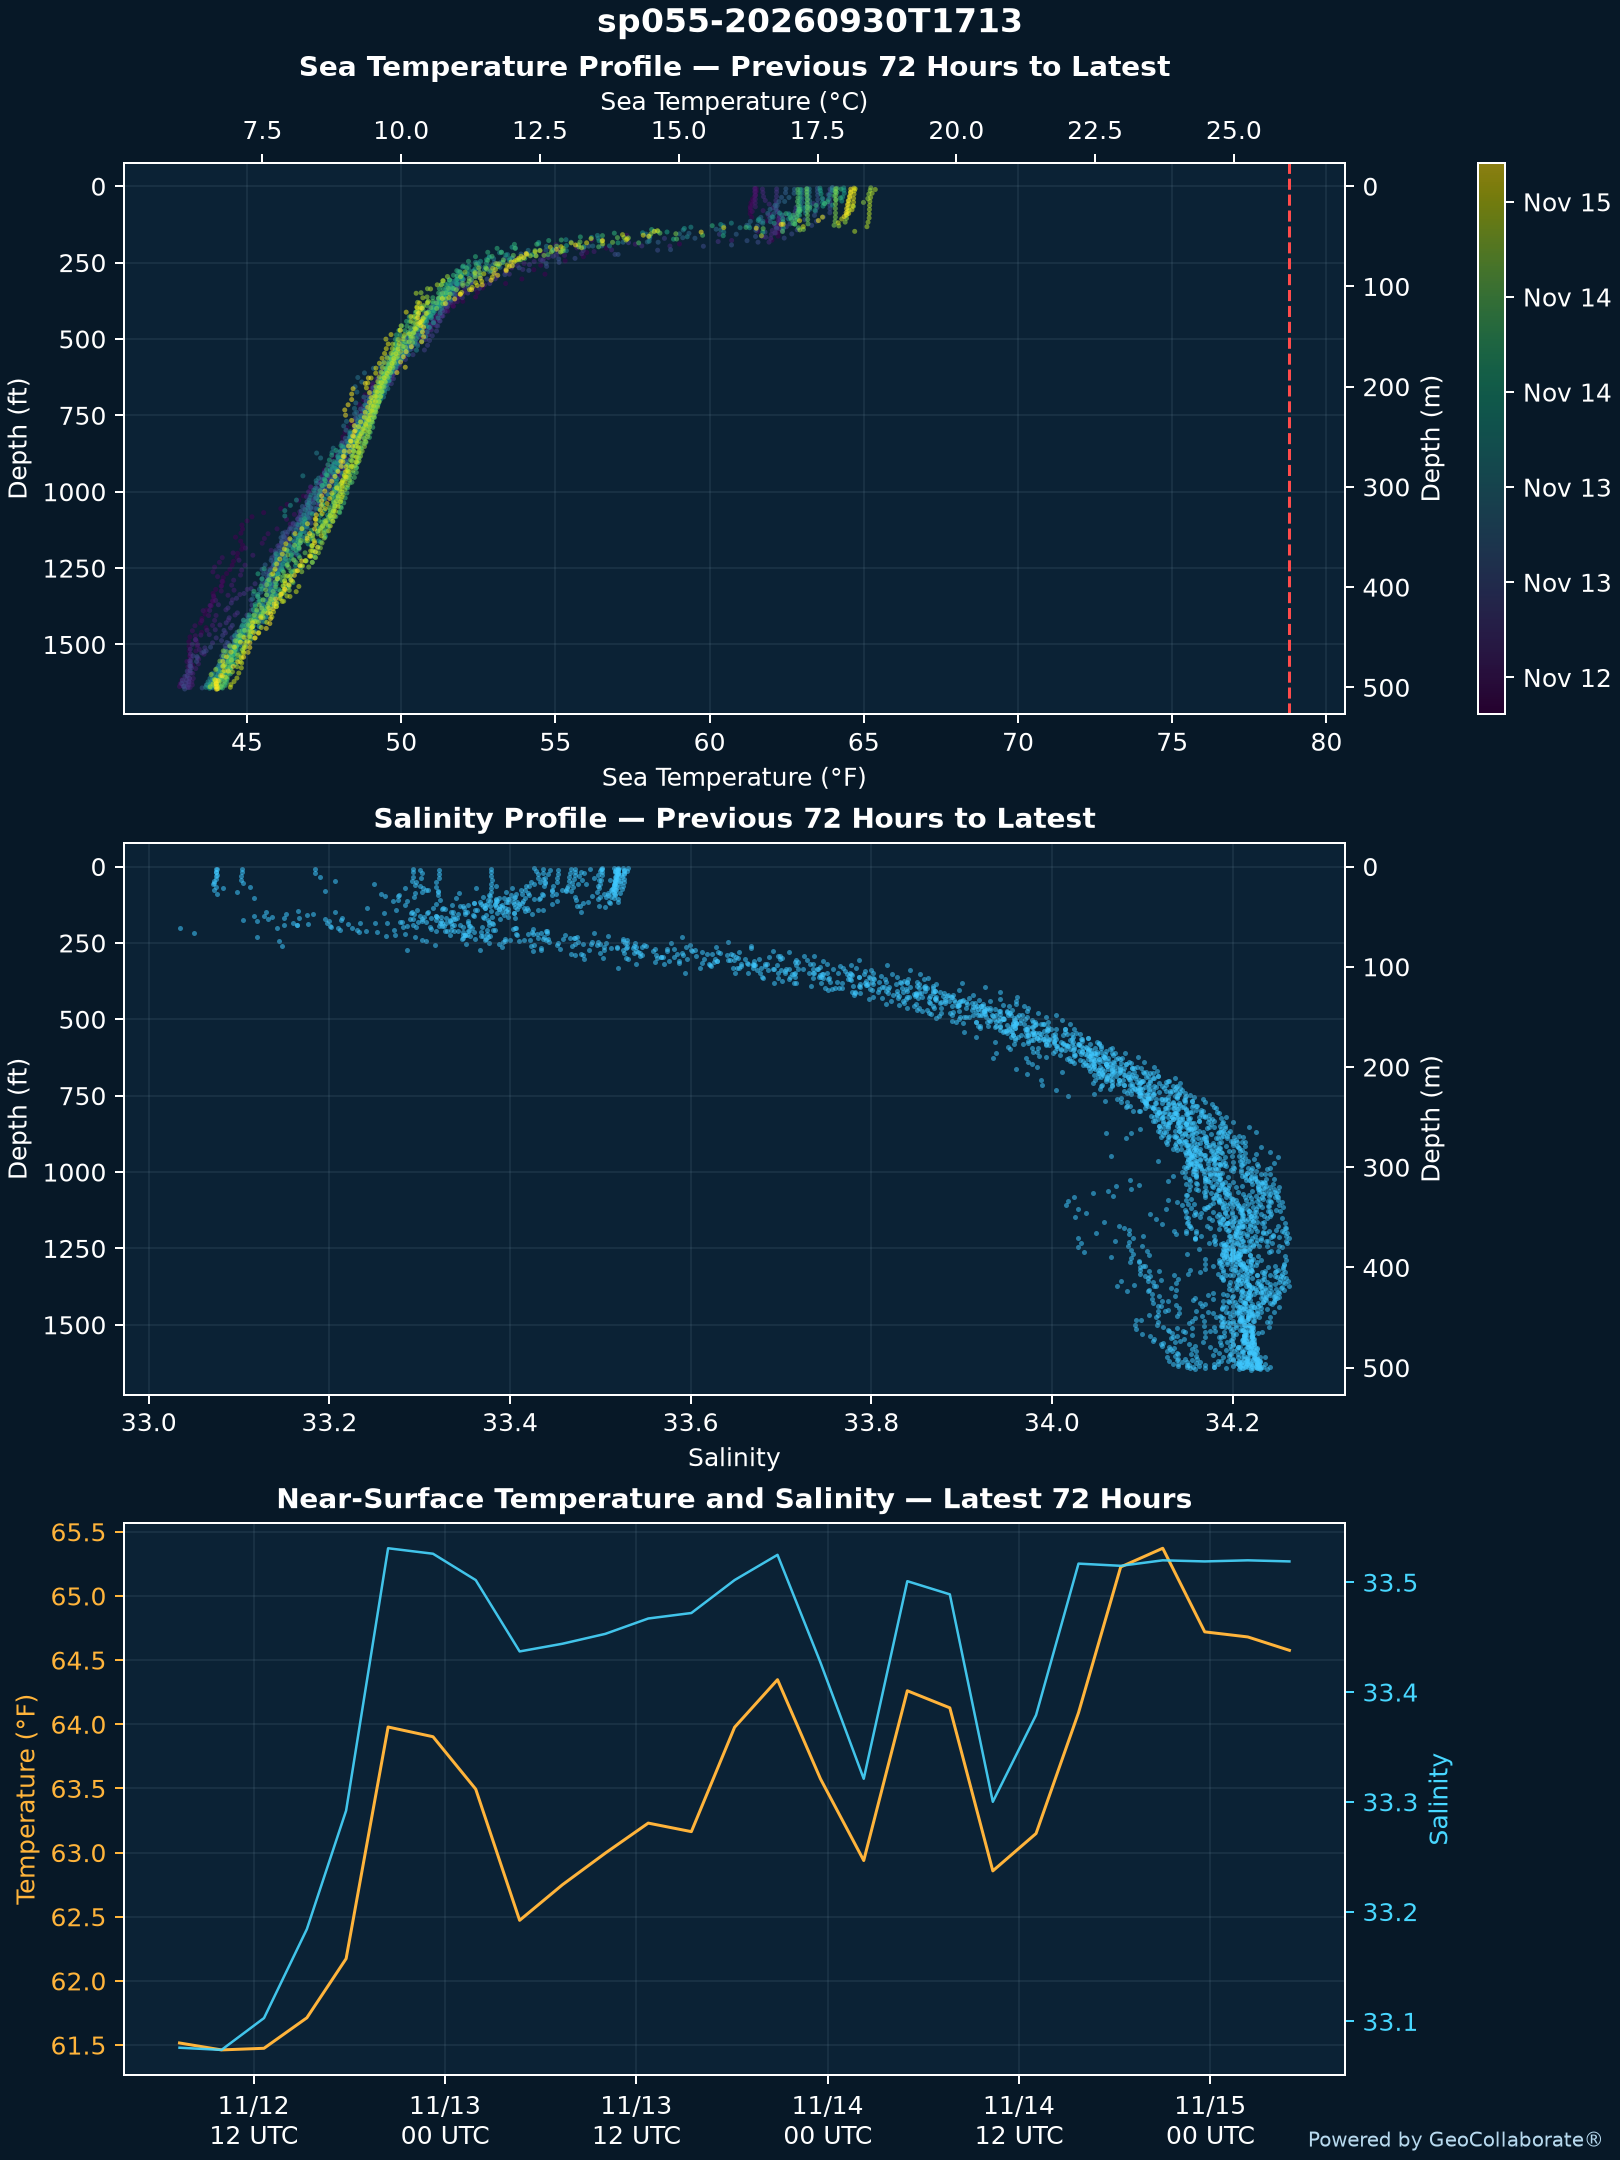 sp055-20260930T1713
Sea Temperature Profile — Previous 72 Hours to Latest
Sea Temperature (°C)
7.5 10.0 12.5 15.0 17.5 20.0 22.5 25.0
0 0 Nov 15
250
100 Nov 14
500
200 Nov 14
750
1000 300 Nov 13
1250 400 Nov 13
1500
500 Nov 12
Depth (ft)
Depth (m)
45 50 55 60 65 70 75 80
Sea Temperature (°F)
Salinity Profile — Previous 72 Hours to Latest
0 0
250
100
500
200
750
1000 300
1250 400
1500
500
Depth (ft)
Depth (m)
33.0 33.2 33.4 33.6 33.8 34.0 34.2
Salinity
Near-Surface Temperature and Salinity — Latest 72 Hours
65.5
65.0 33.5
64.5
64.0 33.4
63.5
63.0 33.3
62.5 33.2
62.0
61.5 33.1
Temperature (°F)
Salinity
11/12 11/13 11/13 11/14 11/14 11/15
12 UTC 00 UTC 12 UTC 00 UTC 12 UTC 00 UTC
Powered by GeoCollaborate®